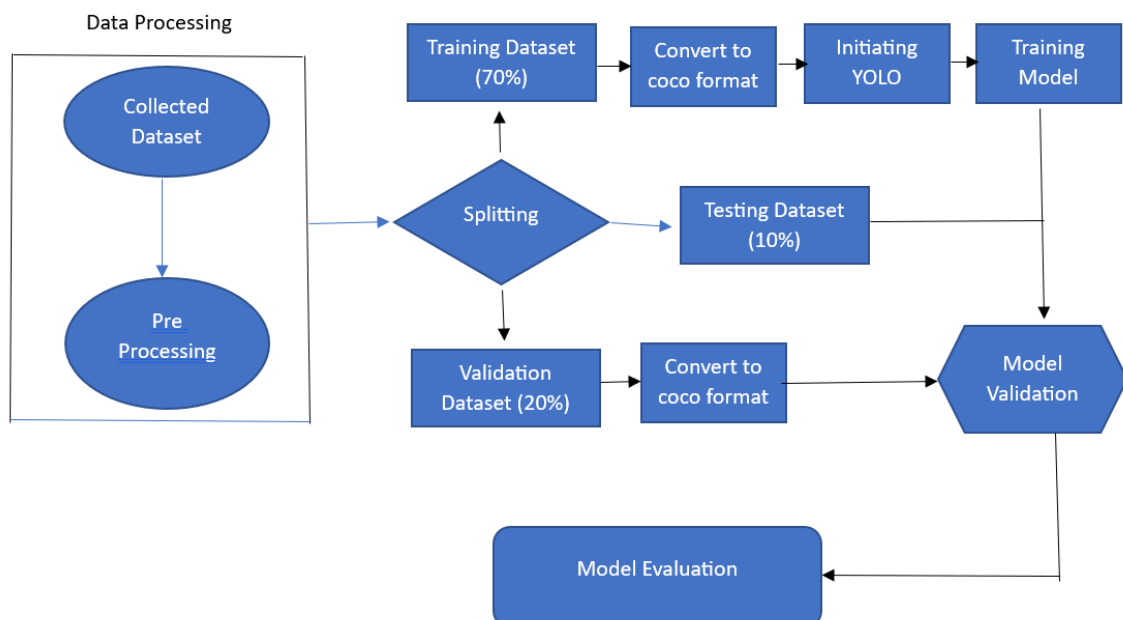 Data Processing
Collected
Dataset
Pre
Processing
Splitting
Training Dataset
(70%)
Convert to
coco format
Initiating
YOLO
Training
Model
Testing Dataset
(10%)
Validation
Dataset (20%)
Convert to
coco format
Model
Validation
Model Evaluation